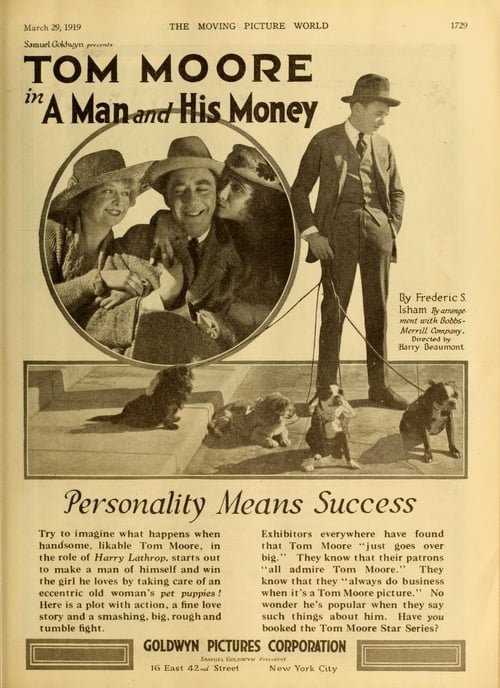 March 29, 1919 THE MOVING PICTURE WORLD 1729
Samuel Goldwyn presents
TOM MOORE
in A Man and His Money
By Frederic S.
Isham By arrange-
ment with Bobbs-
Merrill Company.
Directed by
Harry Beaumont
Personality Means Success
Try to imagine what happens when
handsome, likable Tom Moore, in
the role of Harry Lathrop, starts out
to make a man of himself and win
the girl he loves by taking care of an
eccentric old woman's pet puppies!
Here is a plot with action, a fine love
story and a smashing, big, rough and
tumble fight.
Exhibitors everywhere have found
that Tom Moore "just goes over
big." They know that their patrons
"all admire Tom Moore." They
know that they "always do business
when it's a Tom Moore picture." No
wonder he's popular when they say
such things about him. Have you
booked the Tom Moore Star Series?
GOLDWYN PICTURES CORPORATION
SAMUEL GOLDWYN President
16 East 42nd Street New York City